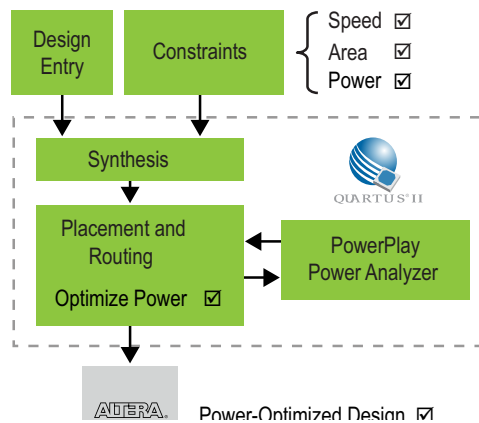 Design
Entry
Constraints
Speed ☑
Area ☑
Power ☑
Synthesis
QUARTUS® II
Placement and
Routing
Optimize Power ☑
PowerPlay
Power Analyzer
ALTERA.
Power-Optimized Design ☑